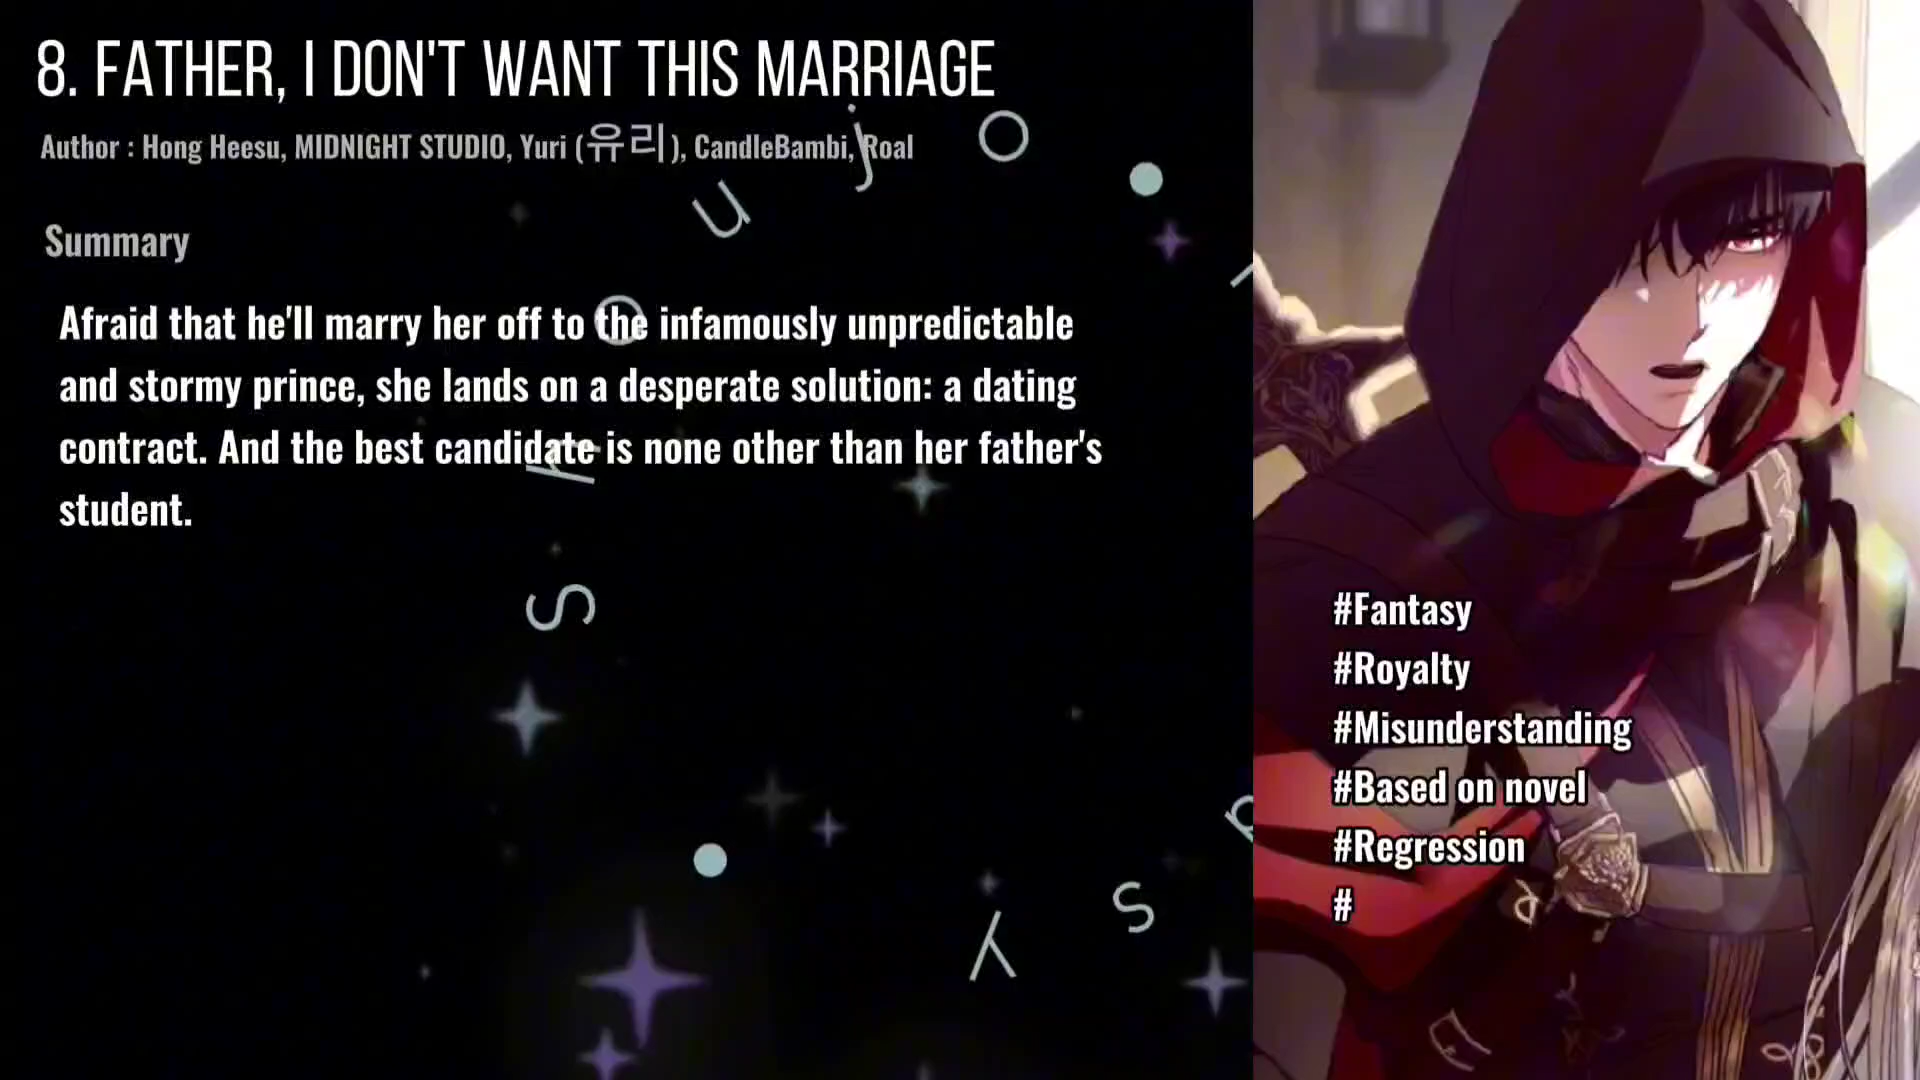 8. FATHER, I DON'T WANT THIS MARRIAGE
Author : Hong Heesu, MIDNIGHT STUDIO, Yuri (유리), CandleBambi, Roal
Summary
Afraid that he'll marry her off to the infamously unpredictable
and stormy prince, she lands on a desperate solution: a dating
contract. And the best candidate is none other than her father's
student.
#Fantasy
#Royalty
#Misunderstanding
#Based on novel
#Regression
#